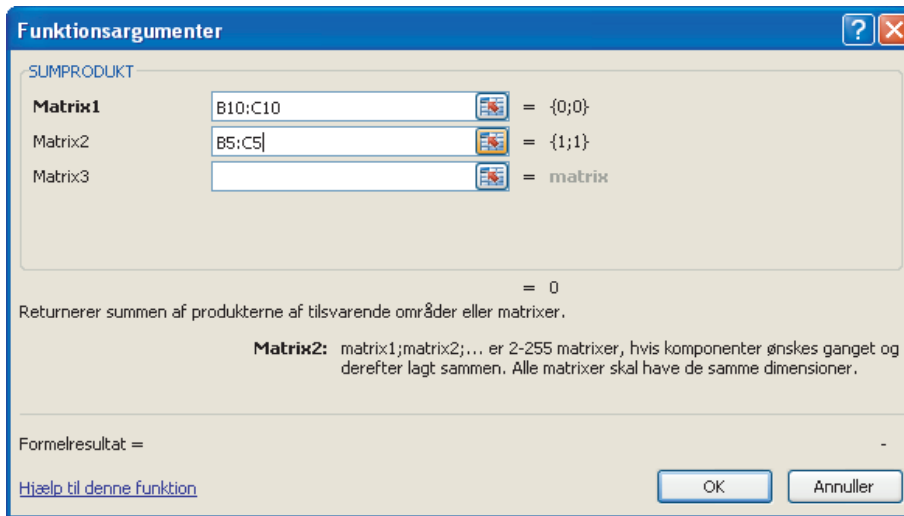 Funktionsargumenter
SUMPRODUKT
Matrix1 B10:C10 = {0;0}
Matrix2 B5:C5 = {1;1}
Matrix3 = matrix
= 0
Returnerer summen af produkterne af tilsvarende områder eller matrixer.
Matrix2: matrix1;matrix2;... er 2-255 matrixer, hvis komponenter ønskes ganget og
derefter lagt sammen. Alle matrixer skal have de samme dimensioner.
Formelresultat = -
Hjælp til denne funktion OK Annuller